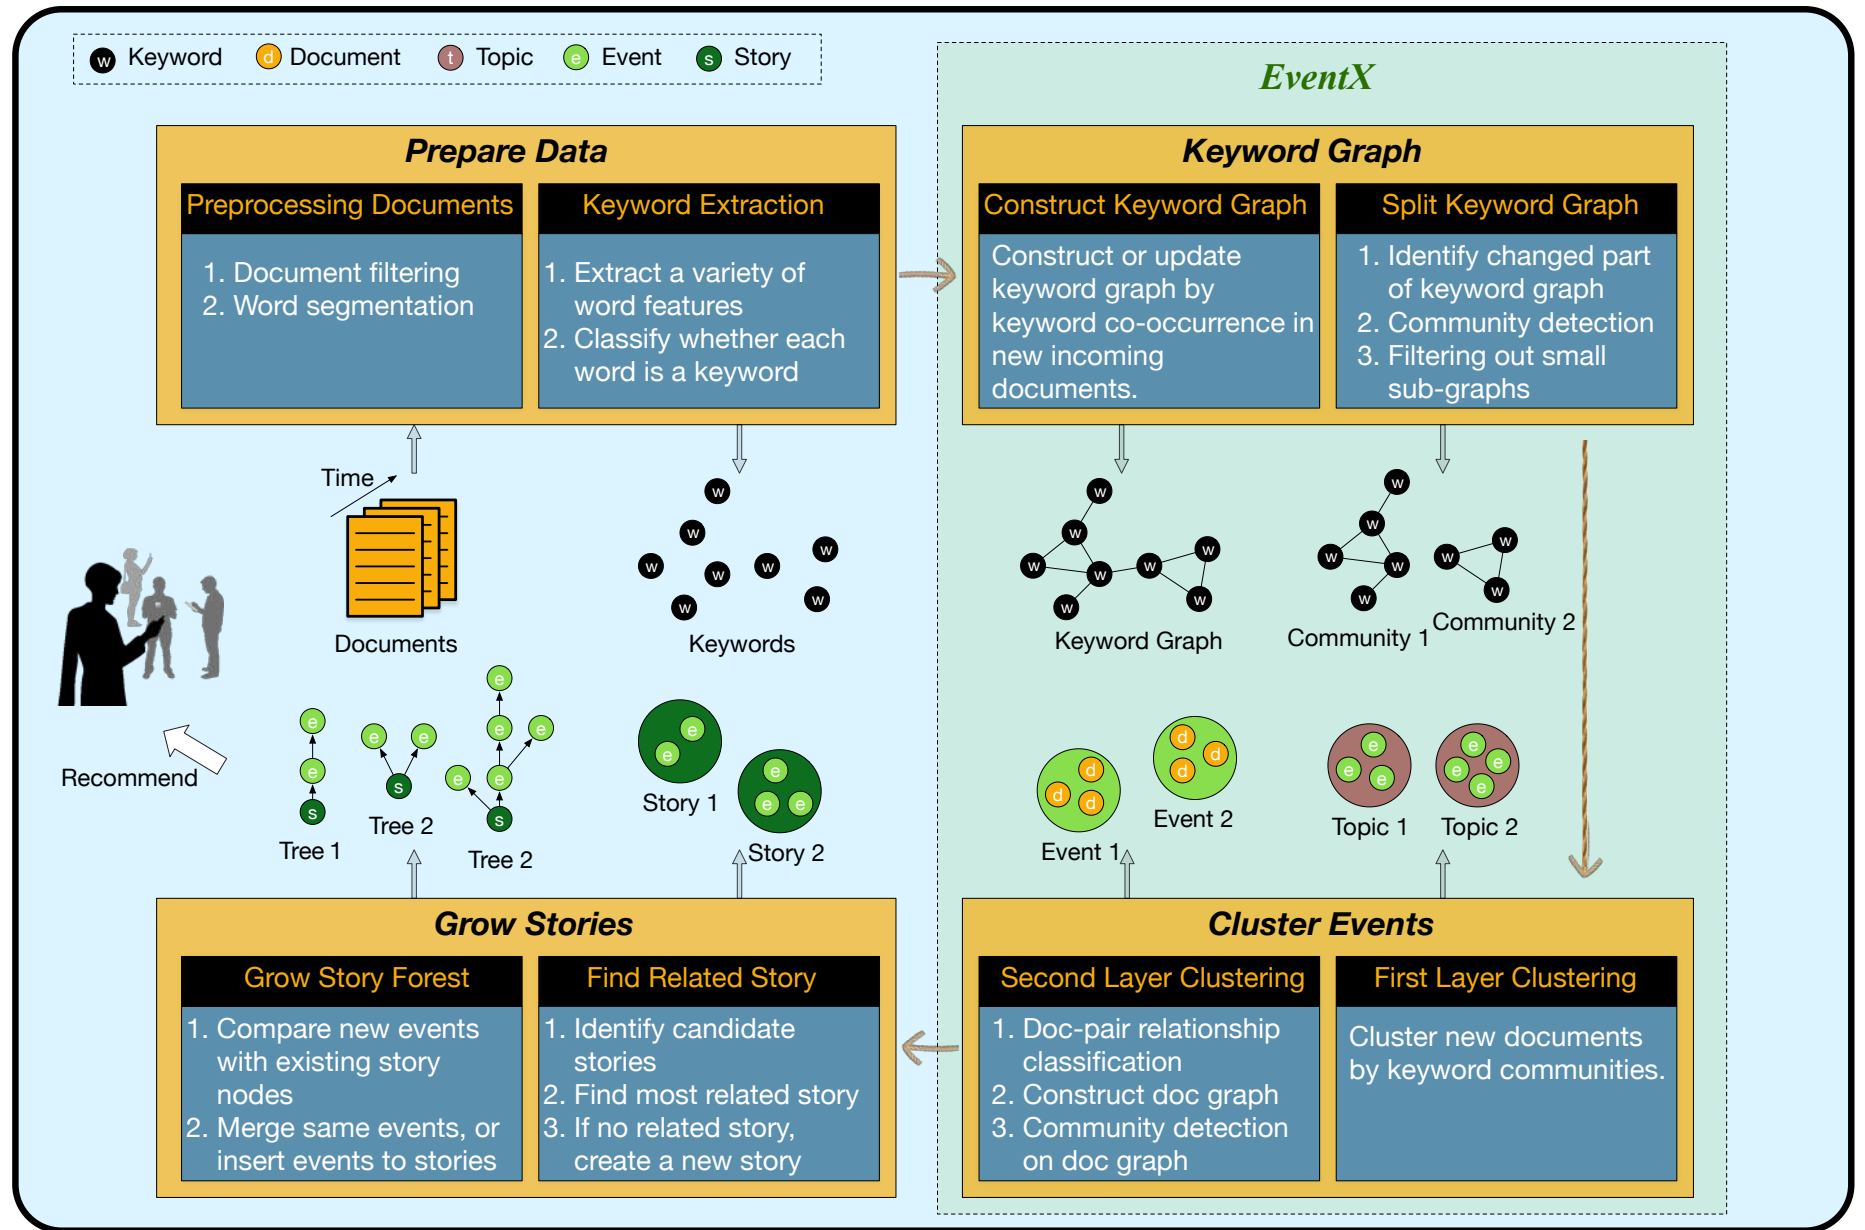 w Keyword d Document t Topic e Event s Story
EventX
Prepare Data
Preprocessing Documents
1. Document filtering
2. Word segmentation
Keyword Extraction
1. Extract a variety of
word features
2. Classify whether each
word is a keyword
Keyword Graph
Construct Keyword Graph
Construct or update
keyword graph by
keyword co-occurrence in
new incoming
documents.
Split Keyword Graph
1. Identify changed part
of keyword graph
2. Community detection
3. Filtering out small
sub-graphs
Time
Documents
w
w
w
w
w
w
w
w
Keywords
w
w
w
w
w
w
w
w
Keyword Graph
w
w
w
w
w
Community 1
w
w
w
Community 2
Recommend
e
e
s
Tree 1
e e
s
Tree 2
e
e
e
e
e
s
Tree 2
e
e
Story 1
e
e e
Story 2
d
d
d
Event 1
d
d
d
Event 2
e
e
e
Topic 1
e
e
e
e
Topic 2
Grow Stories
Grow Story Forest
1. Compare new events
with existing story
nodes
2. Merge same events, or
insert events to stories
Find Related Story
1. Identify candidate
stories
2. Find most related story
3. If no related story,
create a new story
Cluster Events
Second Layer Clustering
1. Doc-pair relationship
classification
2. Construct doc graph
3. Community detection
on doc graph
First Layer Clustering
Cluster new documents
by keyword communities.